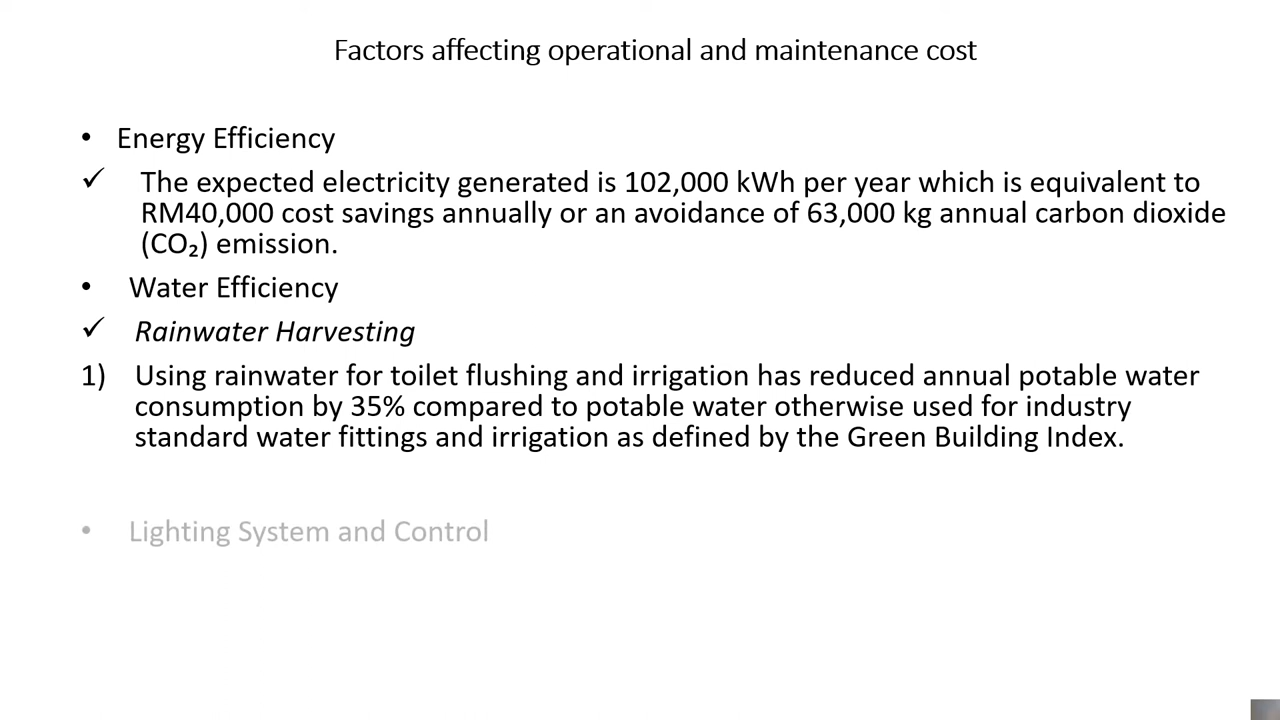 Factors affecting operational and maintenance cost
• Energy Efficiency
✓ The expected electricity generated is 102,000 kWh per year which is equivalent to
RM40,000 cost savings annually or an avoidance of 63,000 kg annual carbon dioxide
(CO₂) emission.
• Water Efficiency
✓ Rainwater Harvesting
1) Using rainwater for toilet flushing and irrigation has reduced annual potable water
consumption by 35% compared to potable water otherwise used for industry
standard water fittings and irrigation as defined by the Green Building Index.
• Lighting System and Control